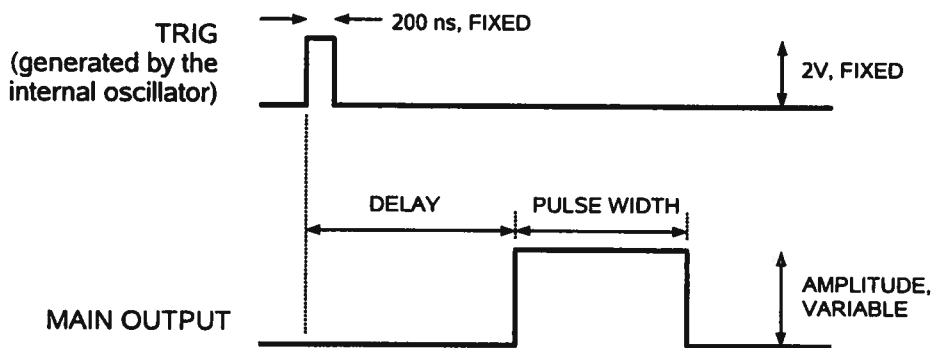 200 ns, FIXED
TRIG
(generated by the
internal oscillator)
2V, FIXED
DELAY
PULSE WIDTH
AMPLITUDE,
VARIABLE
MAIN OUTPUT